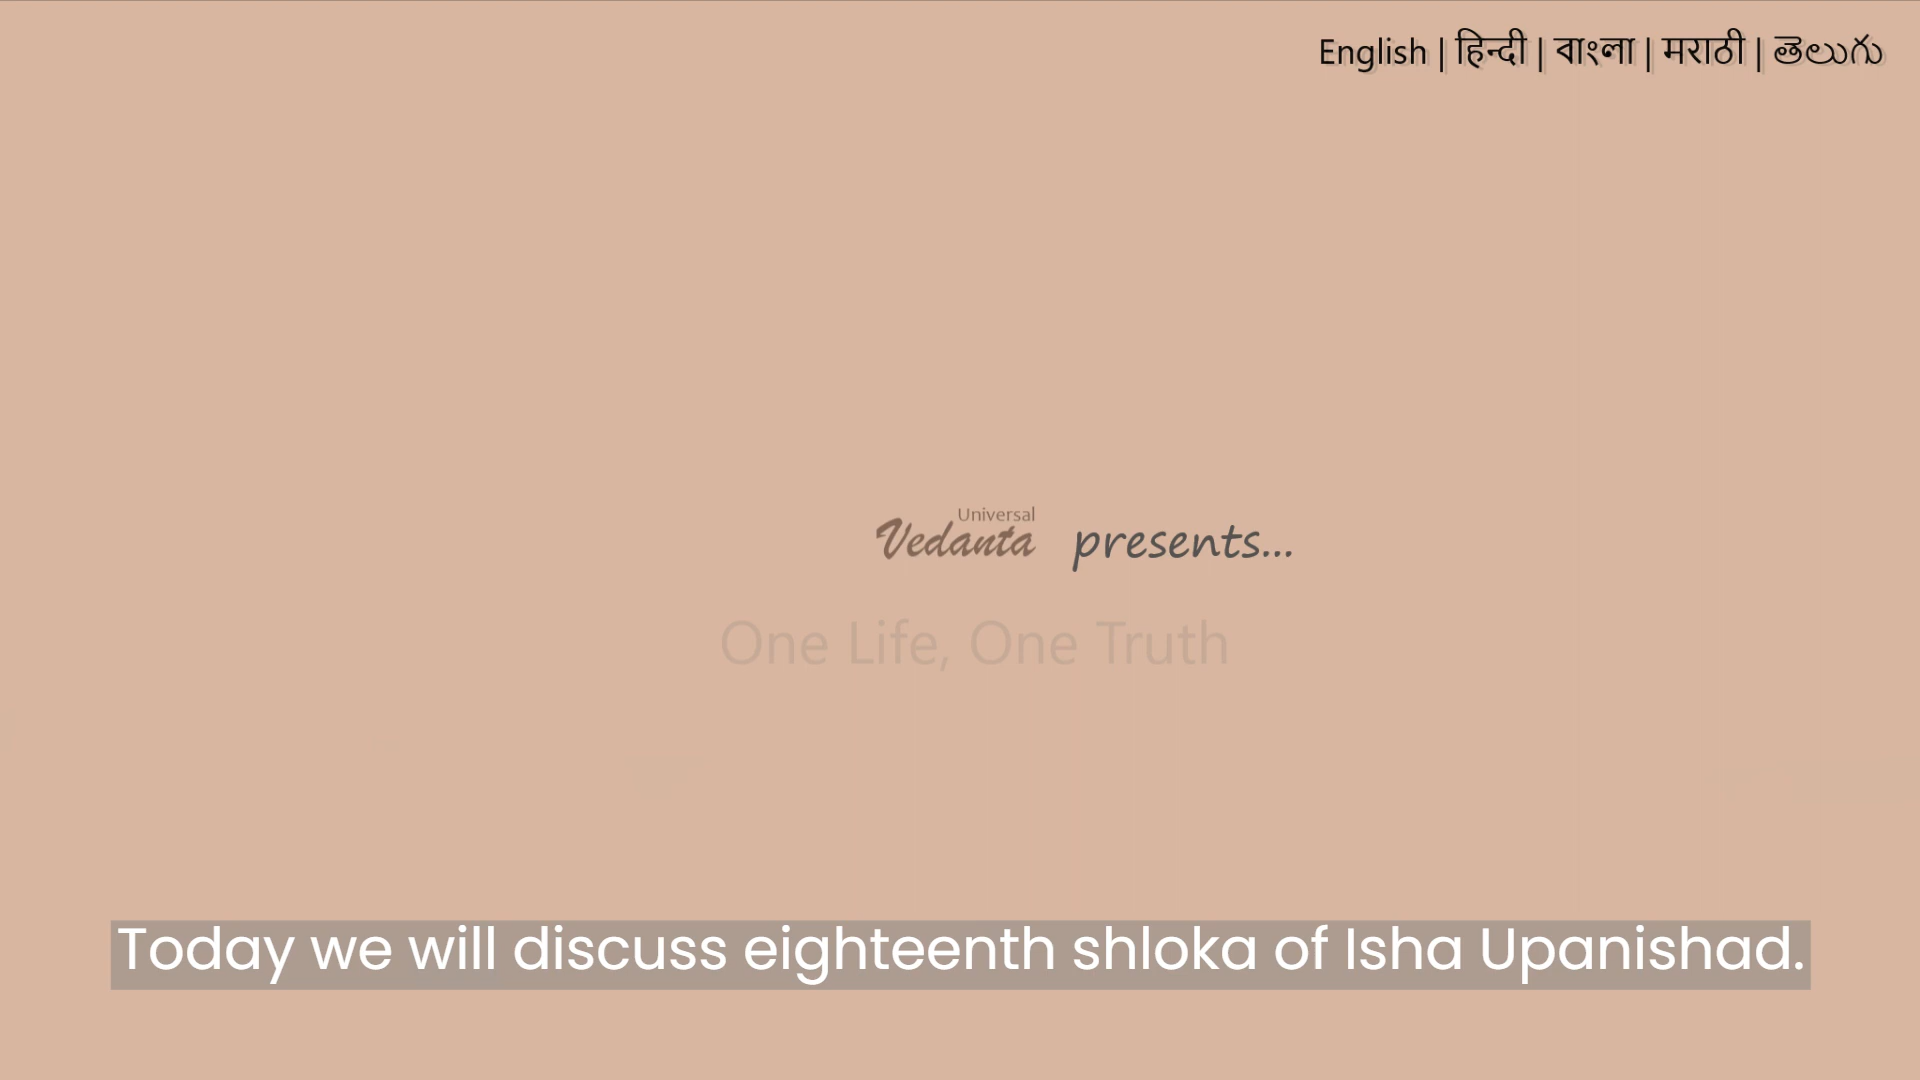 English | हिन्दी | বাংলা | मराठी | తెలుగు
Universal
Vedanta presents...
One Life, One Truth
Today we will discuss eighteenth shloka of Isha Upanishad.